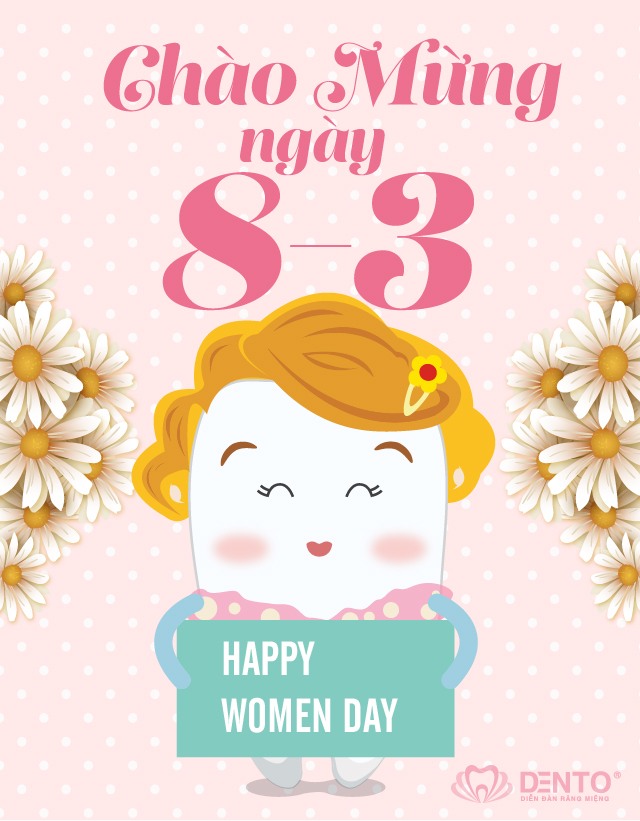 Chào Mừng
ngày
8-3
HAPPY
WOMEN DAY
DENTO®
DIỄN ĐÀN RĂNG MIỆNG